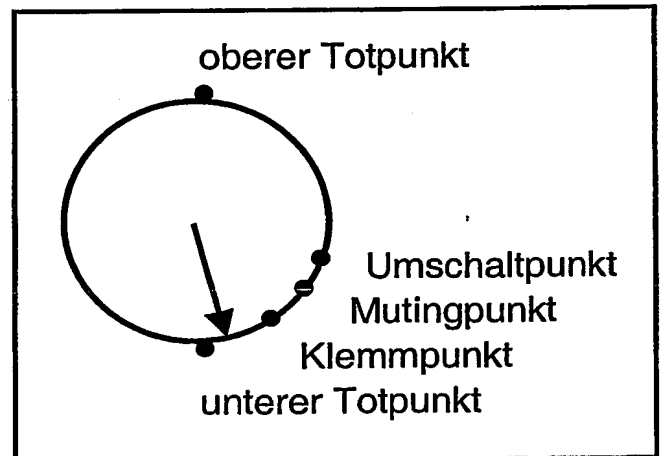 oberer Totpunkt
Umschaltpunkt
Mutingpunkt
Klemmpunkt
unterer Totpunkt